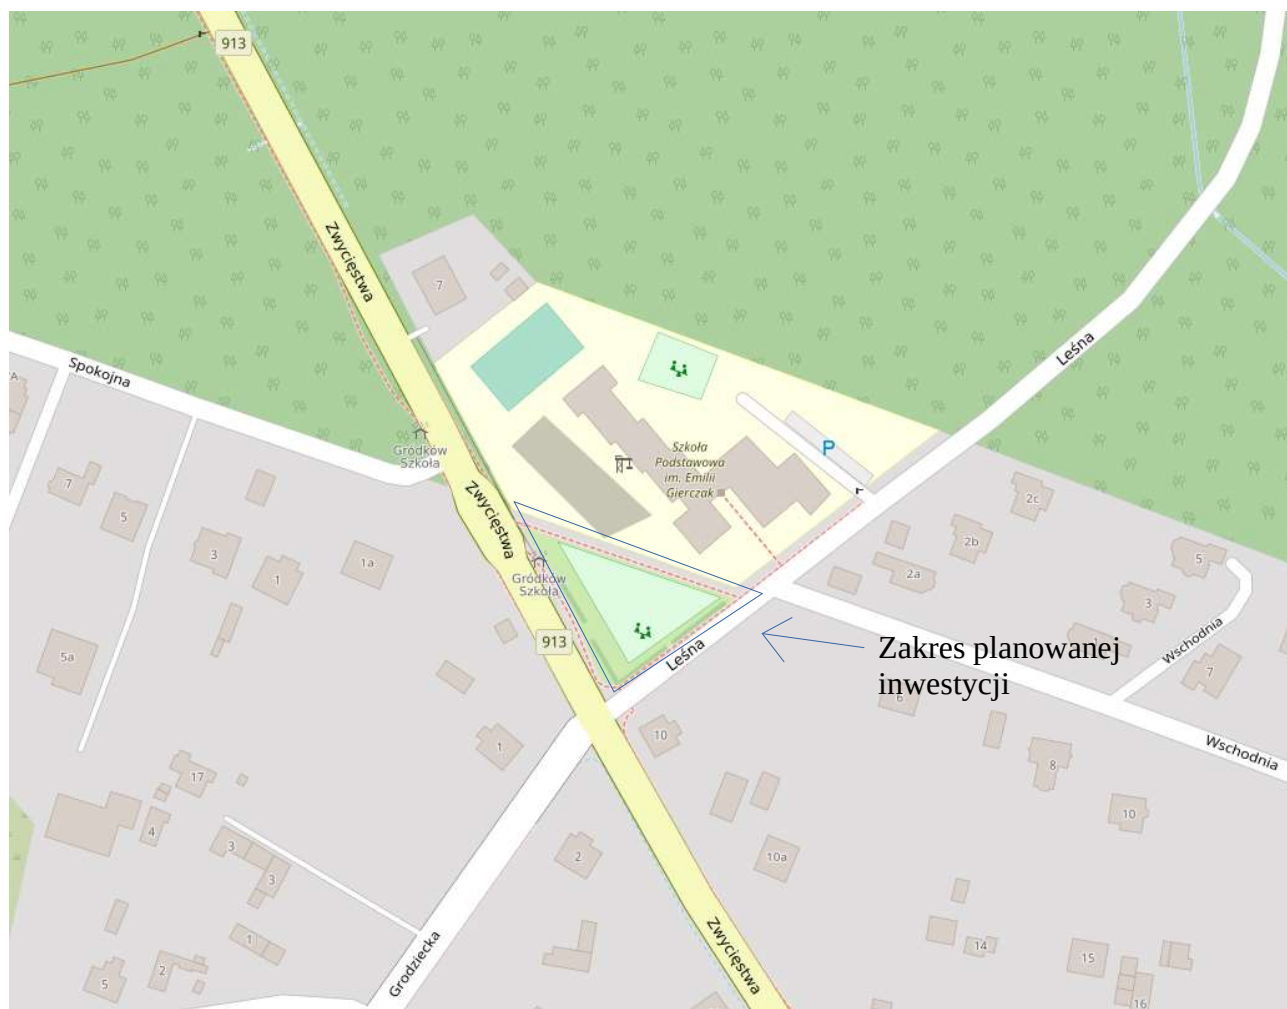 913
Zwycięstwa
7
Spokojna
Leśna
Gródków
Szkoła
P
Szkoła
Podstawowa
im. Emilii
Gierczak
Zwycięstwa
7
5
3
1
1a
2c
2b
2a
5
3
Gródków
Szkoła
913
Leśna
Zakres planowanej
inwestycji
Wschodnia
7
5a
6
10
1
Wschodnia
8
17
4
3
3
10
2
10a
1
14
15
16
2
5
Grodziecka
Zwycięstwa